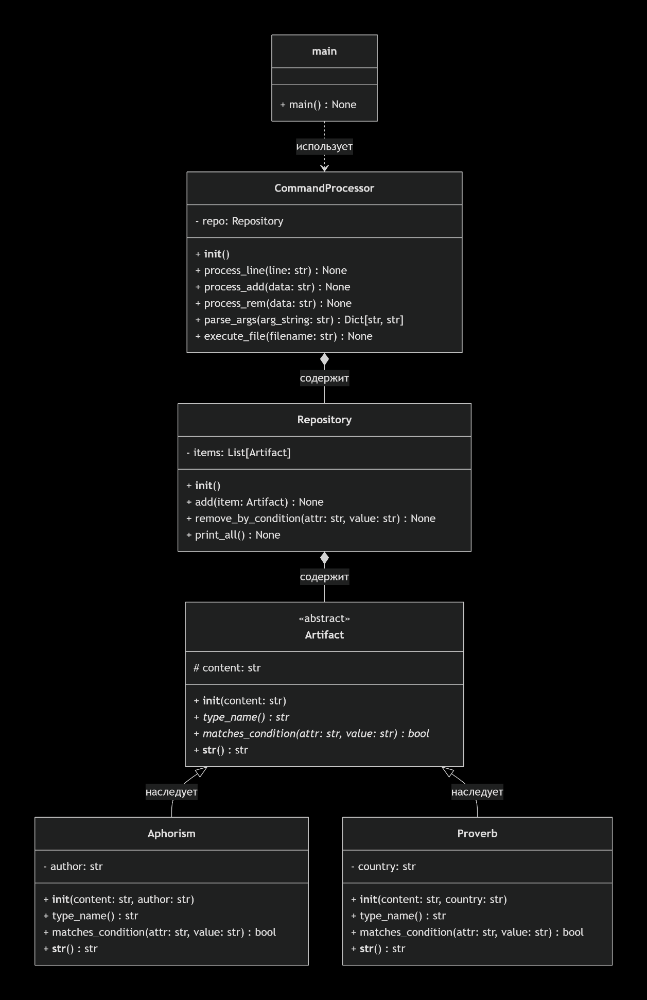 main
+ main() : None
использует
CommandProcessor
- repo: Repository
+ init()
+ process_line(line: str) : None
+ process_add(data: str) : None
+ process_rem(data: str) : None
+ parse_args(arg_string: str) : Dict[str, str]
+ execute_file(filename: str) : None
содержит
Repository
- items: List[Artifact]
+ init()
+ add(item: Artifact) : None
+ remove_by_condition(attr: str, value: str) : None
+ print_all() : None
содержит
«abstract»
Artifact
# content: str
+ init(content: str)
+ type_name() : str
+ matches_condition(attr: str, value: str) : bool
+ str() : str
наследует
наследует
Aphorism
- author: str
+ init(content: str, author: str)
+ type_name() : str
+ matches_condition(attr: str, value: str) : bool
+ str() : str
Proverb
- country: str
+ init(content: str, country: str)
+ type_name() : str
+ matches_condition(attr: str, value: str) : bool
+ str() : str